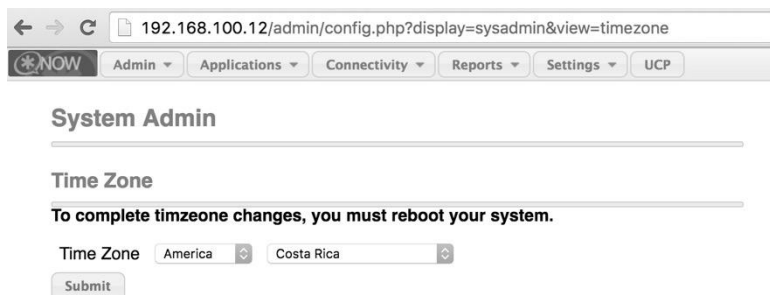 192.168.100.12/admin/config.php?display=sysadmin&view=timezone
NOW Admin Applications Connectivity Reports Settings UCP
System Admin
Time Zone
To complete timzeone changes, you must reboot your system.
Time Zone America Costa Rica
Submit